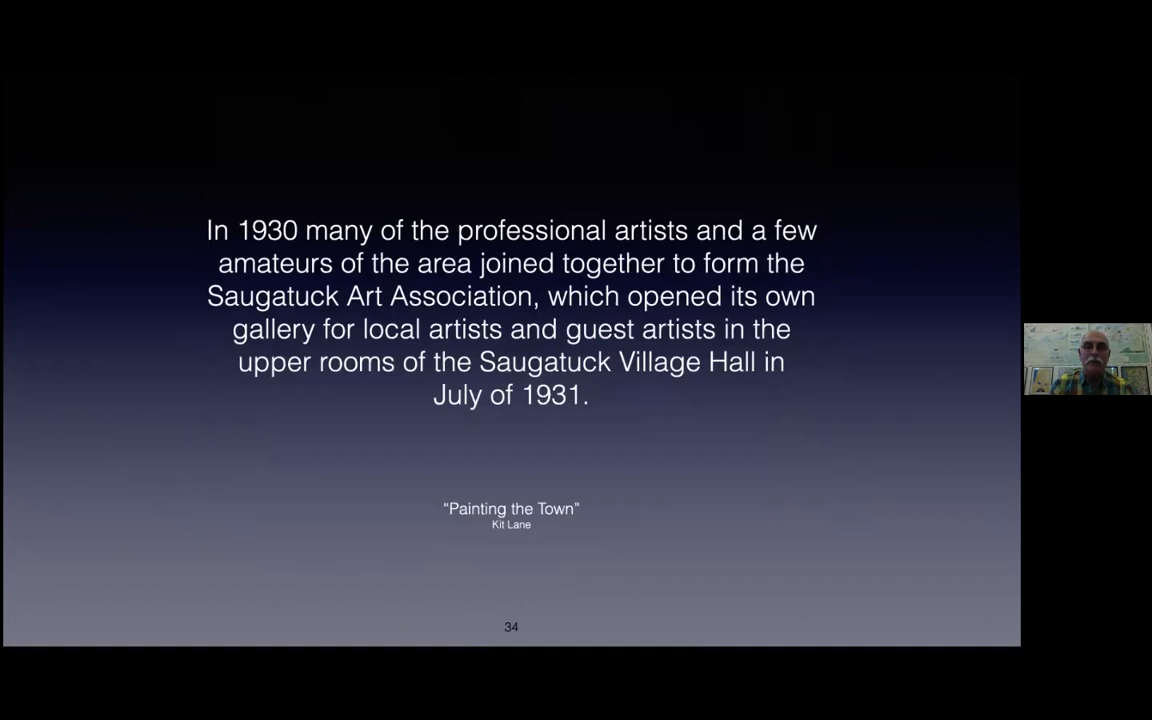 In 1930 many of the professional artists and a few
amateurs of the area joined together to form the
Saugatuck Art Association, which opened its own
gallery for local artists and guest artists in the
upper rooms of the Saugatuck Village Hall in
July of 1931.
“Painting the Town”
Kit Lane
34